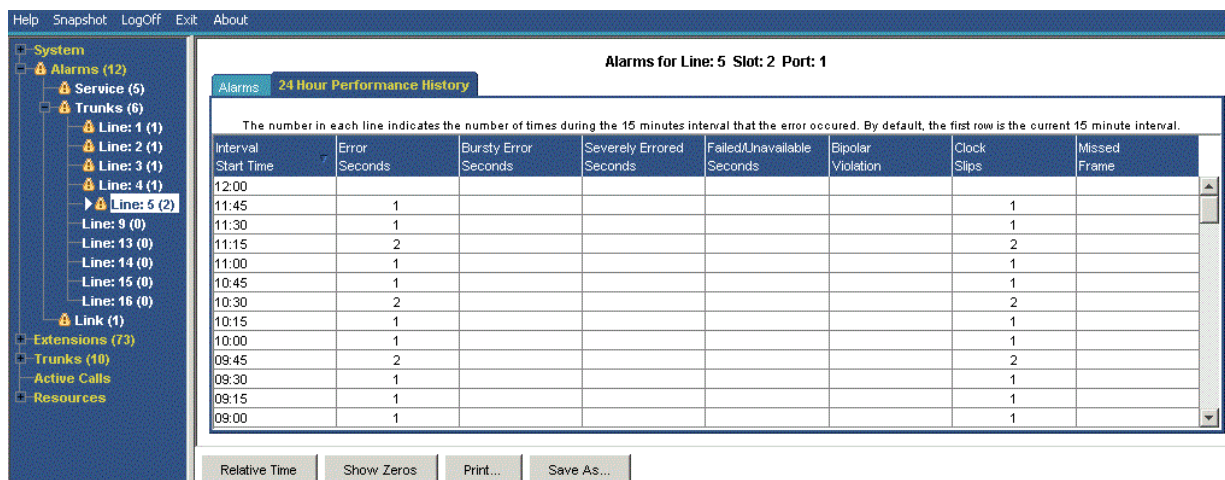 Help Snapshot LogOff Exit About
System
Alarms (12)
Service (5)
Trunks (6)
Line: 1 (1)
Line: 2 (1)
Line: 3 (1)
Line: 4 (1)
Line: 5 (2)
Line: 9 (0)
Line: 13 (0)
Line: 14 (0)
Line: 15 (0)
Line: 16 (0)
Link (1)
Extensions (73)
Trunks (10)
Active Calls
Resources
Alarms for Line: 5 Slot: 2 Port: 1
Alarms 24 Hour Performance History
The number in each line indicates the number of times during the 15 minutes interval that the error occured. By default, the first row is the current 15 minute interval.
Interval Start Time Error Seconds Bursty Error Seconds Severely Errored Seconds Failed/Unavailable Seconds Bipolar Violation Clock Slips Missed Frame
12:00
11:45 1 1
11:30 1 1
11:15 2 2
11:00 1 1
10:45 1 1
10:30 2 2
10:15 1 1
10:00 1 1
09:45 2 2
09:30 1 1
09:15 1 1
09:00 1 1
Relative Time Show Zeros Print... Save As...